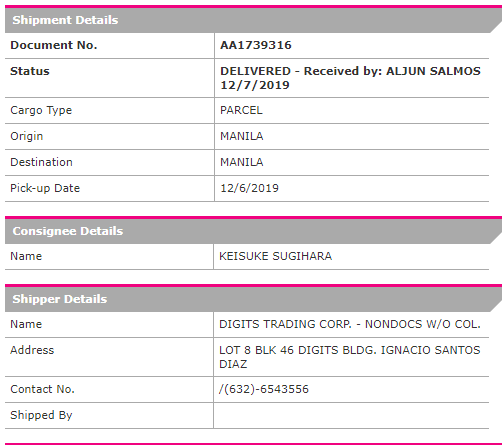 Shipment Details
Document No. AA1739316
Status DELIVERED - Received by: ALJUN SALMOS
12/7/2019
Cargo Type PARCEL
Origin MANILA
Destination MANILA
Pick-up Date 12/6/2019
Consignee Details
Name KEISUKE SUGIHARA
Shipper Details
Name DIGITS TRADING CORP. - NONDOCS W/O COL.
Address LOT 8 BLK 46 DIGITS BLDG. IGNACIO SANTOS
DIAZ
Contact No. /(632)-6543556
Shipped By